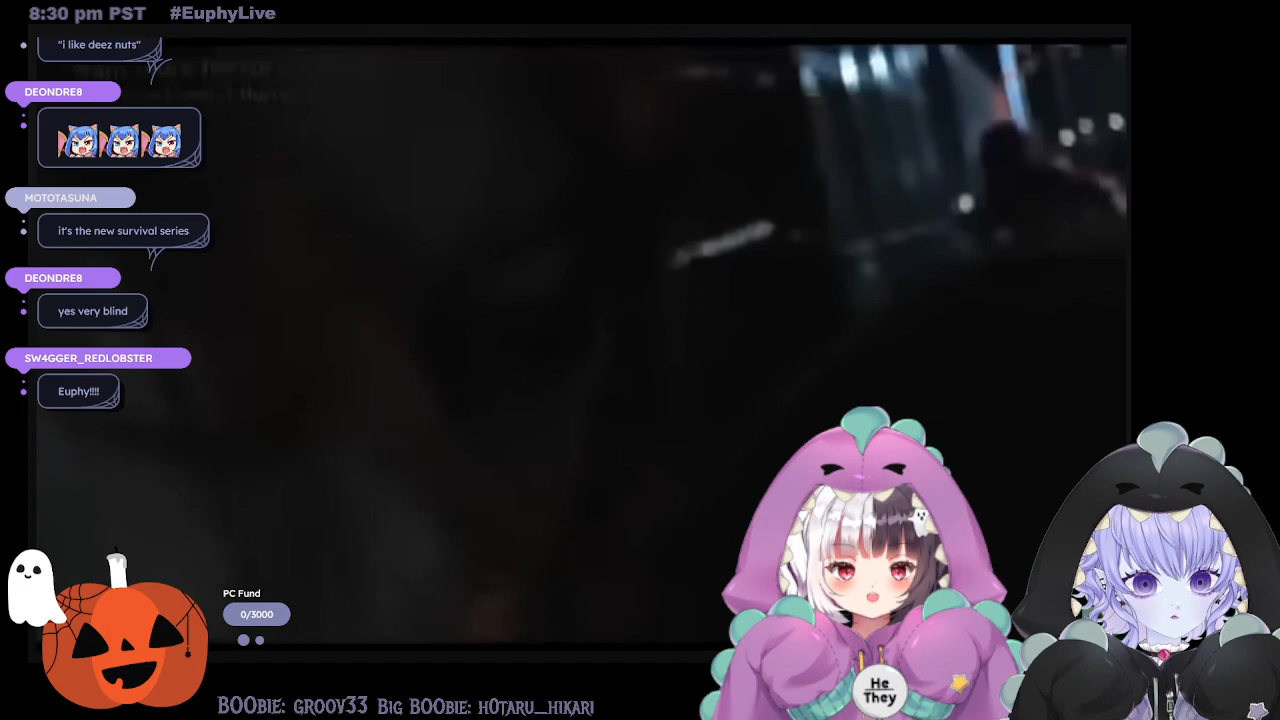 8:30 pm PST #EuphyLive
"i like deez nuts"
DEONDRE8
MOTOTASUNA
it's the new survival series
DEONDRE8
yes very blind
SW4GGER_REDLOBSTER
Euphy!!!!
PC Fund
0/3000
He
They
BOObie: groov33 Big BOObie: h0taru_hikari